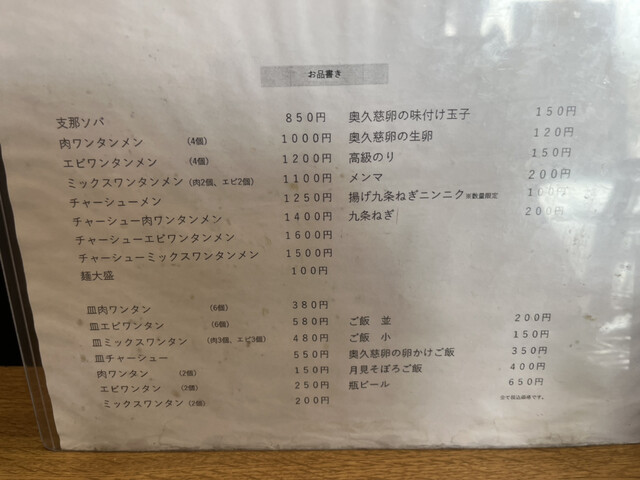 お品書き
支那ソバ 850円
肉ワンタンメン (4個) 1000円
エビワンタンメン (4個) 1200円
ミックスワンタンメン (肉2個、エビ2個) 1100円
チャーシューメン 1250円
チャーシュー肉ワンタンメン 1400円
チャーシューエビワンタンメン 1600円
チャーシューミックスワンタンメン 1500円
麺大盛 100円
奥久慈卵の味付け玉子 150円
奥久慈卵の生卵 120円
高級のり 150円
メンマ 200円
揚げ九条ねぎニンニク ※数量限定 100円
九条ねぎ 200円
皿肉ワンタン (6個) 380円
皿エビワンタン (6個) 580円
皿ミックスワンタン (肉3個、エビ3個) 480円
皿チャーシュー 550円
肉ワンタン (2個) 150円
エビワンタン (2個) 250円
ミックスワンタン (2個) 200円
ご飯 並 200円
ご飯 小 150円
奥久慈卵の卵かけご飯 350円
月見そぼろご飯 400円
瓶ビール 650円
全て税込価格です。